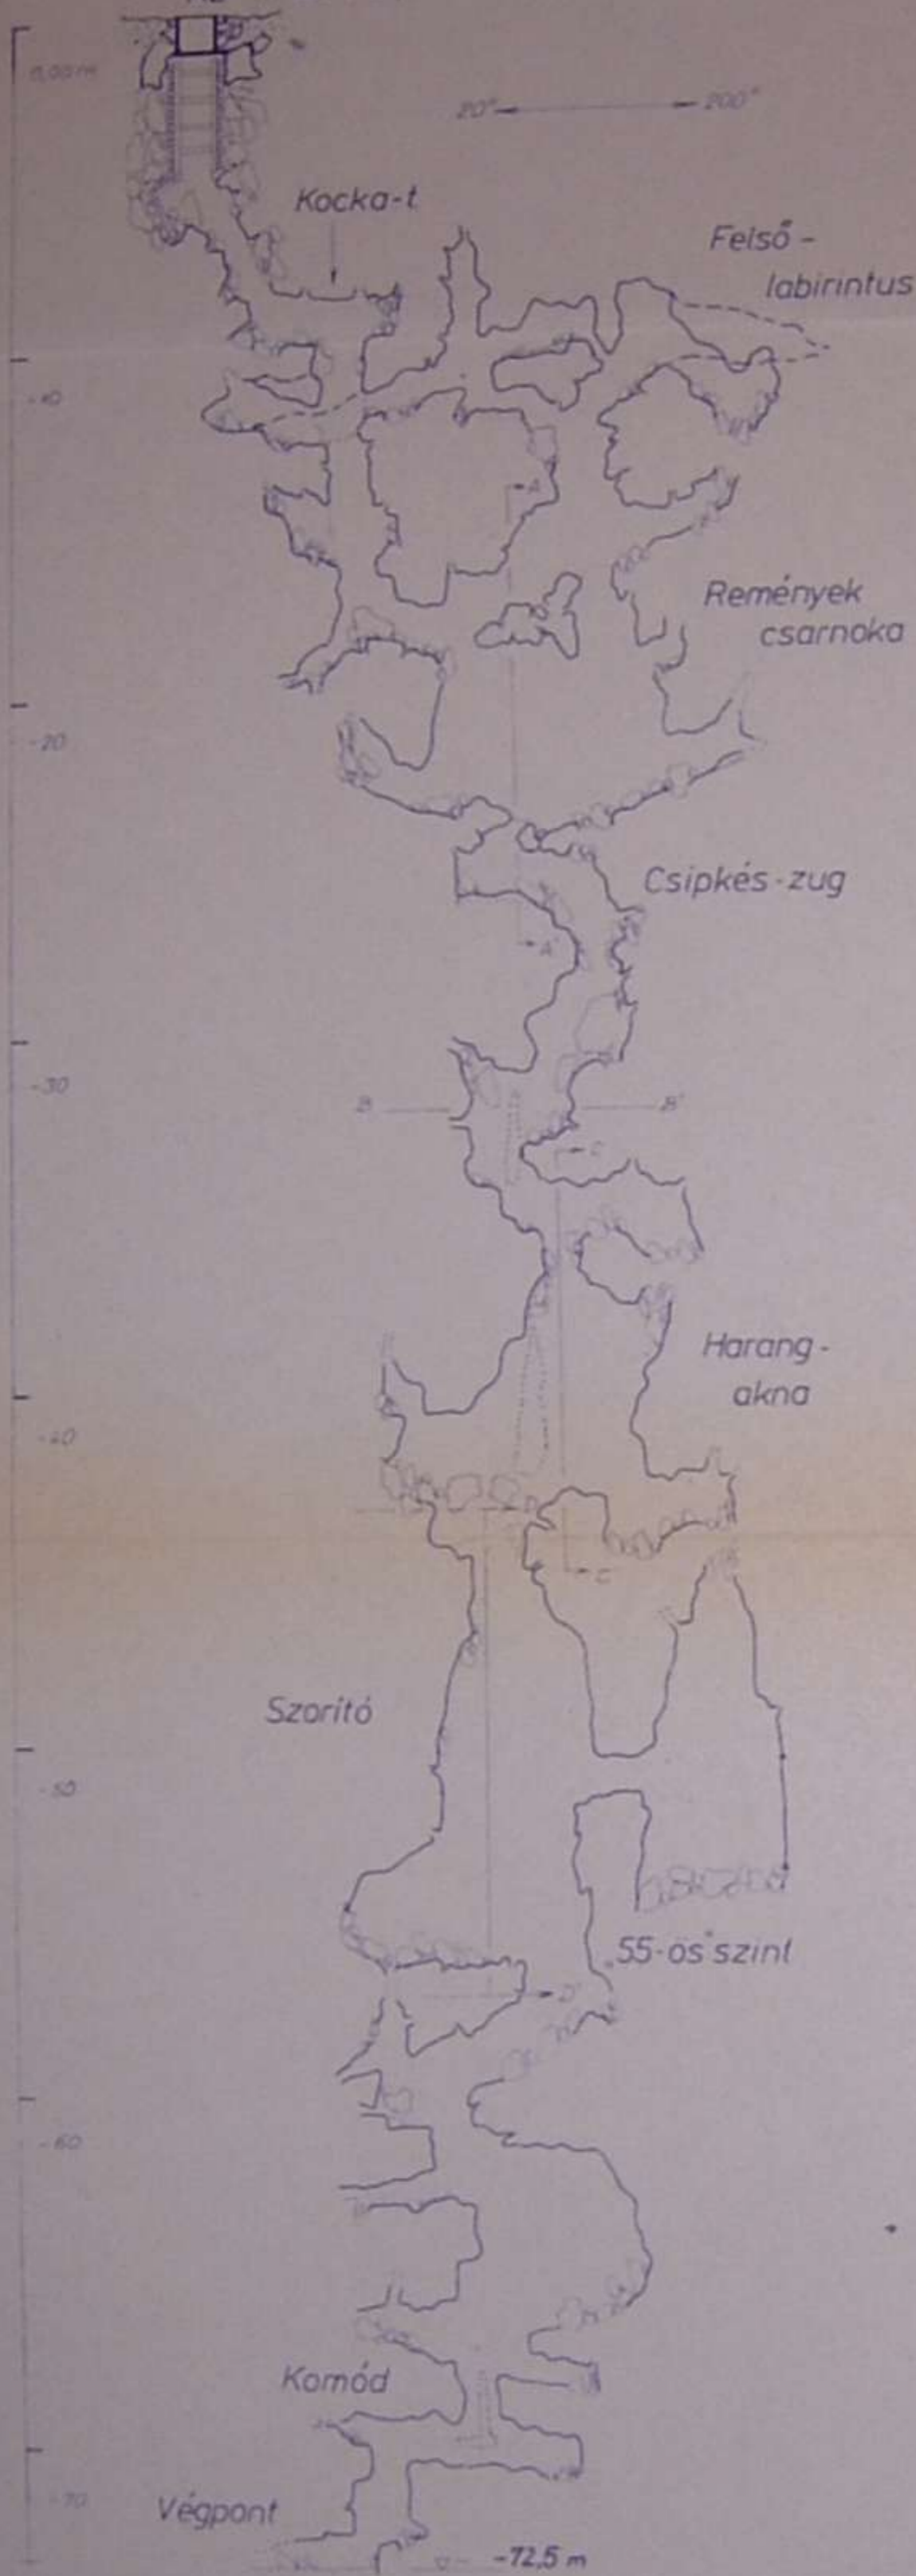 0,00 m
20° 200°
Kocka-t.
Felső-
labirintus
-10
A
Remények
csarnoka
-20
Csipkés-zug
A'
-30
B B'
C
Harang-
akna
-40
C'
Szorító
-50
"55-ös" szint
D
-60
Komód
-70
Végpont
-72,5 m